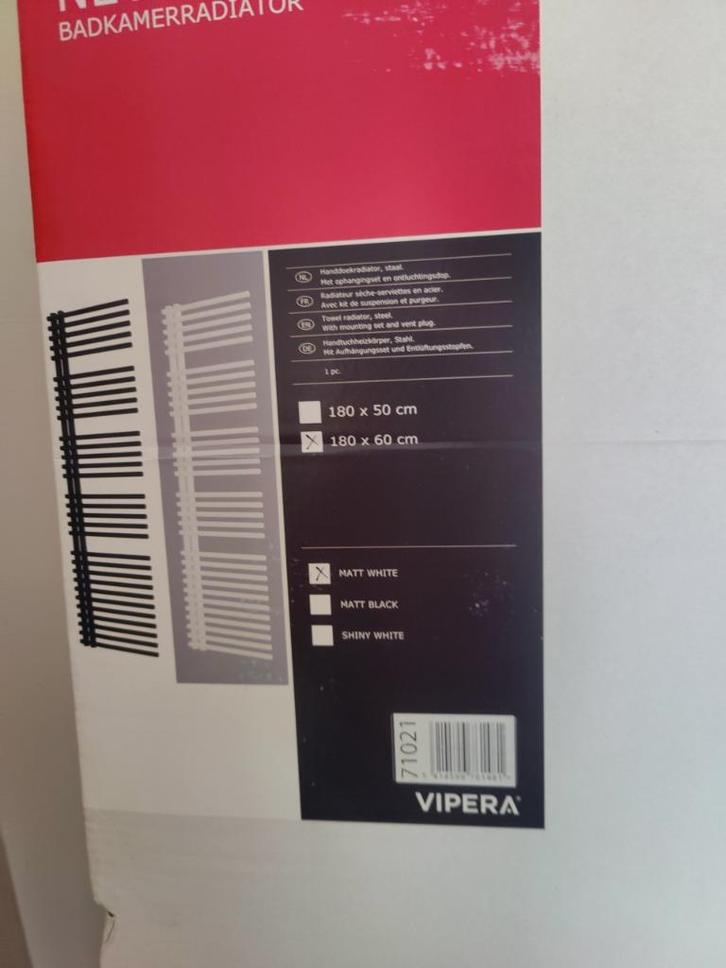 BADKAMERRADIATOR
NL
Handdoekradiator, staal.
Met ophangingset en ontluchtingsdop.
FR
Radiateur sèche-serviettes en acier.
Avec kit de suspension et purgeur.
EN
Towel radiator, steel.
With mounting set and vent plug.
DE
Handtuchheizkörper, Stahl.
Mit Aufhängungsset und Entlüftungsstopfen.
1 pc.
180 x 50 cm
180 x 60 cm
MATT WHITE
MATT BLACK
SHINY WHITE
71021
VIPERA